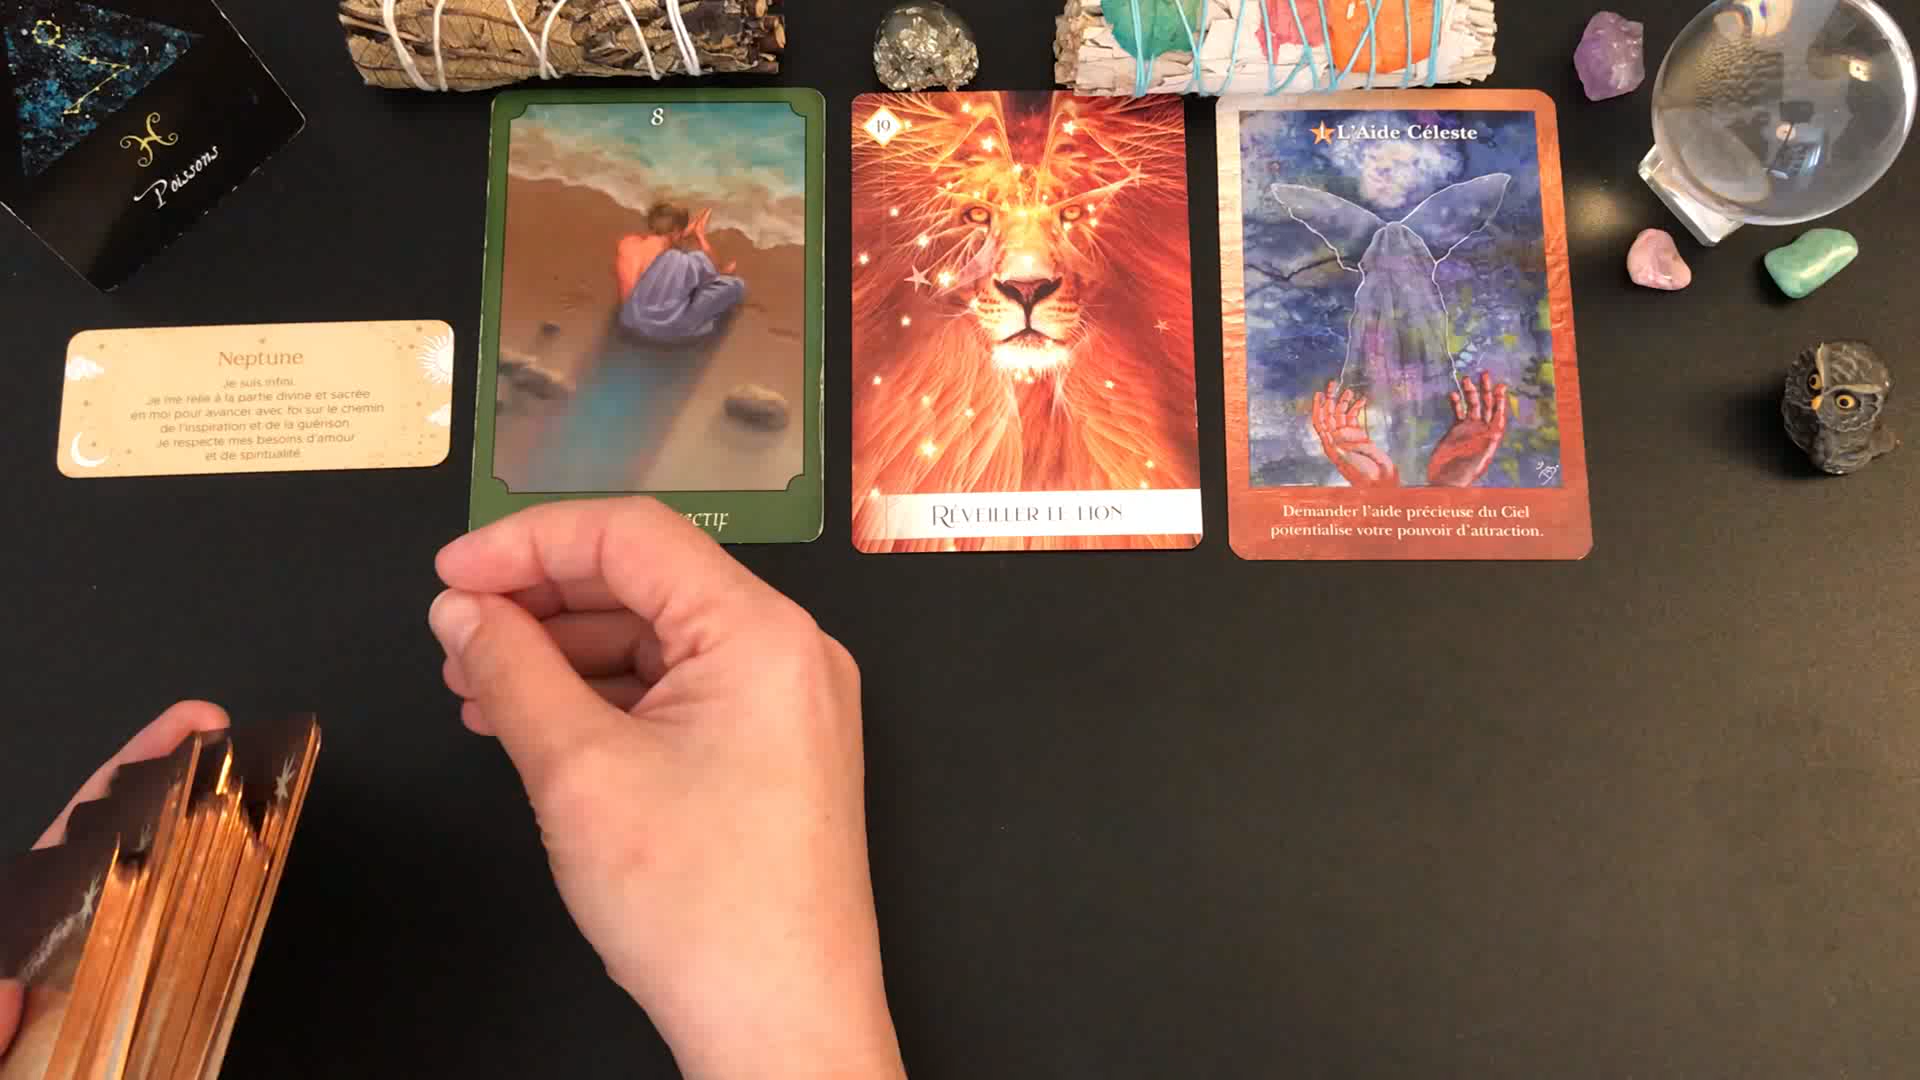 Poissons
Neptune
Je suis infini.
Je me relie à la partie divine et sacrée
en moi pour avancer avec foi sur le chemin
de l'inspiration et de la guérison.
Je respecte mes besoins d'amour
et de spiritualité.
8
19
RÉVEILLER LE LION
1 L'Aide Céleste
Demander l'aide précieuse du Ciel
potentialise votre pouvoir d'attraction.